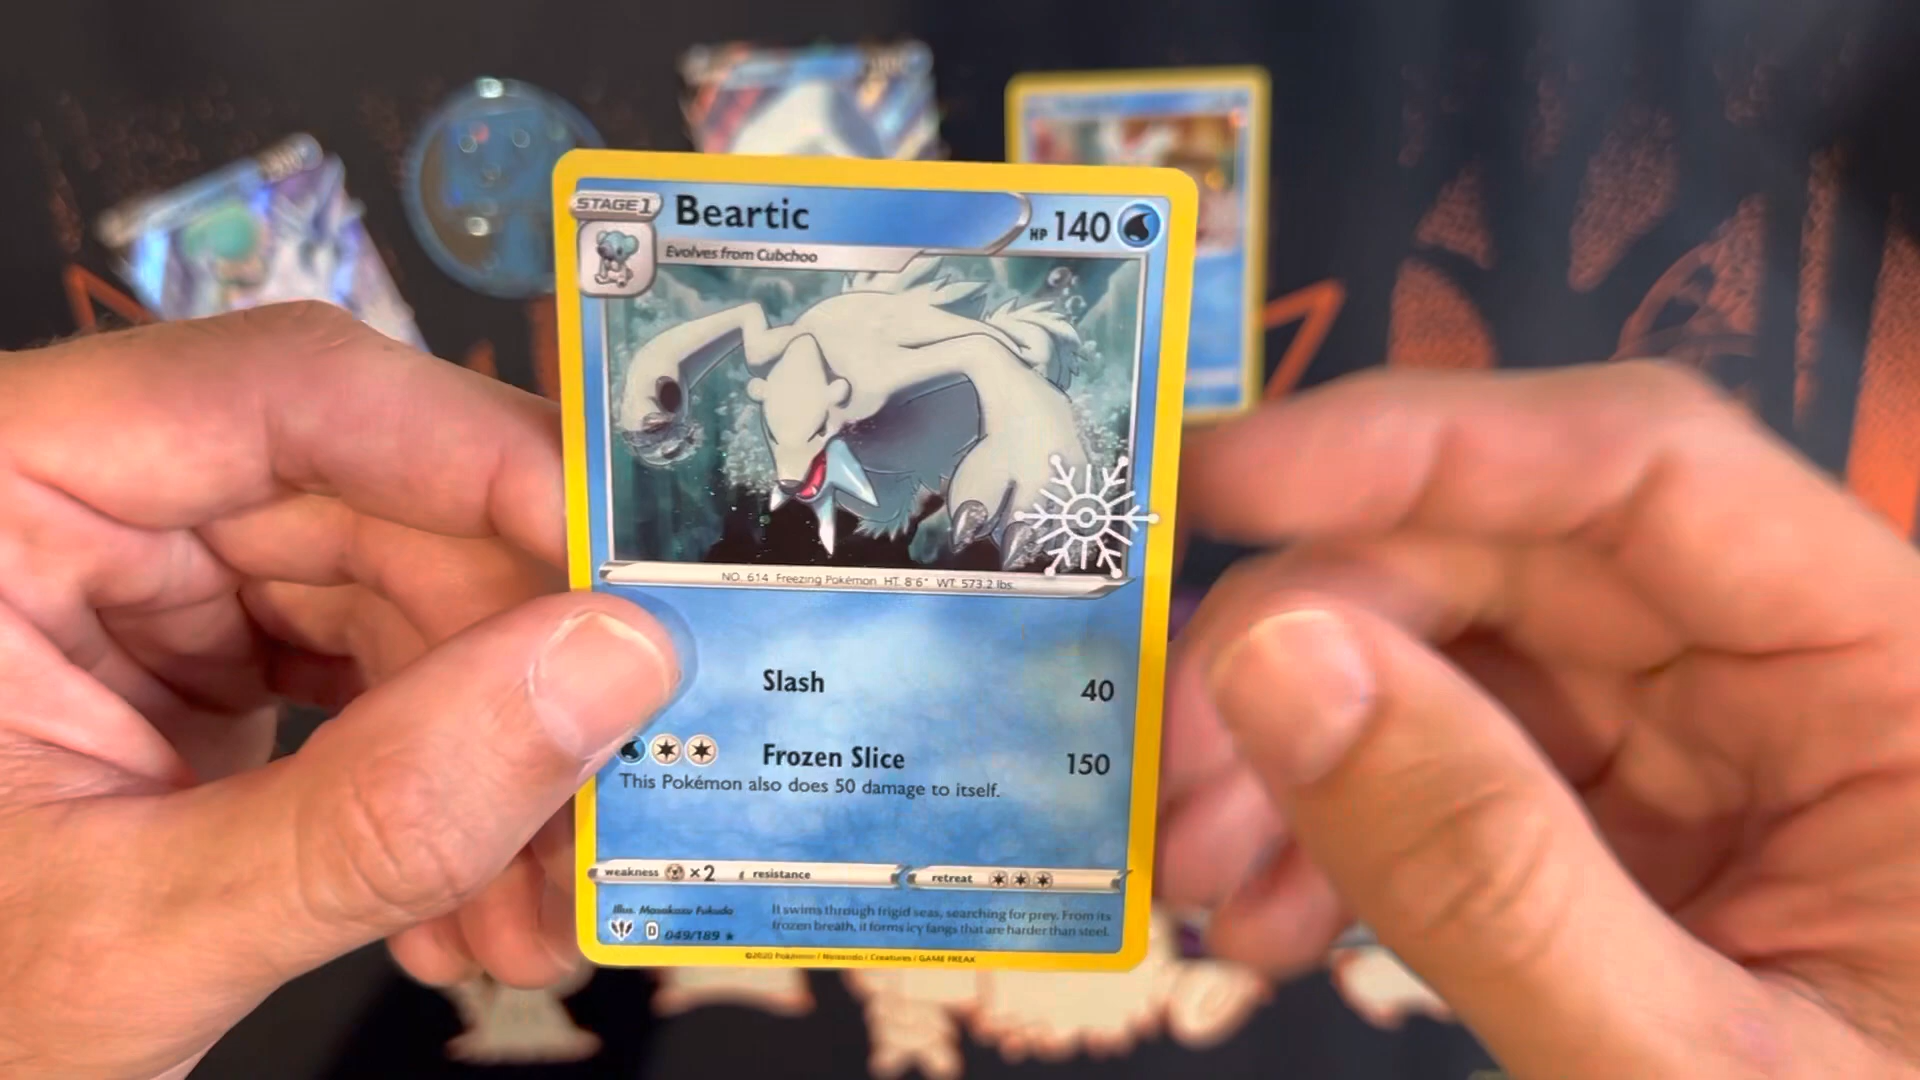 STAGE 1
Beartic
HP 140
Evolves from Cubchoo
NO. 614 Freezing Pokémon HT. 8'6" WT. 573.2 lbs.
Slash 40
Frozen Slice 150
This Pokémon also does 50 damage to itself.
weakness ×2 resistance retreat
Illus. Masakazu Fukuda
It swims through frigid seas, searching for prey. From its
frozen breath, it forms icy fangs that are harder than steel.
D 049/189
©2020 Pokémon / Nintendo / Creatures / GAME FREAK